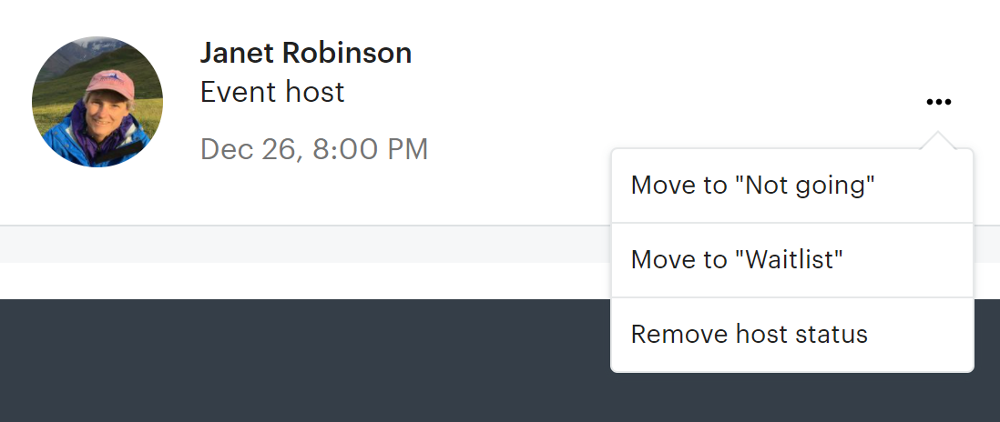 Janet Robinson
Event host
Dec 26, 8:00 PM
Move to "Not going"
Move to "Waitlist"
Remove host status